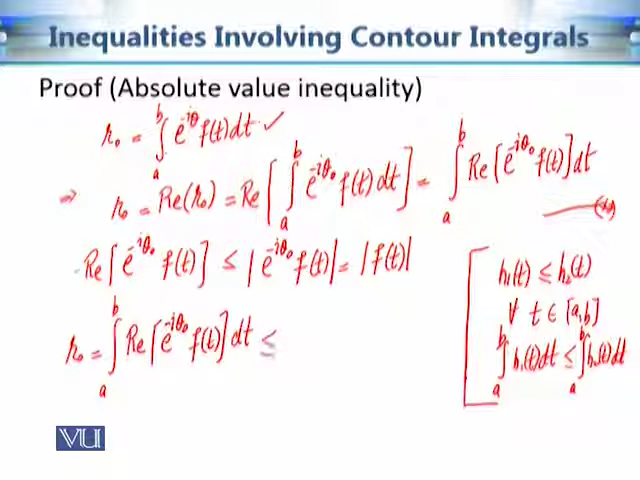 Inequalities Involving Contour Integrals
Proof (Absolute value inequality)
r₀ = ∫ₐᵇ e^{-iθ₀} f(t) dt ✓
⇒ r₀ = Re(r₀) = Re[∫ₐᵇ e^{-iθ₀} f(t) dt] = ∫ₐᵇ Re[e^{-iθ₀} f(t)] dt
Re[e^{-iθ₀} f(t)] ≤ |e^{-iθ₀} f(t)| = |f(t)|
r₀ = ∫ₐᵇ Re[e^{-iθ₀} f(t)] dt ≤
h₁(t) ≤ h₂(t)
∀ t ∈ [a,b]
∫ₐᵇ h₁(t) dt ≤ ∫ₐᵇ h₂(t) dt
VU